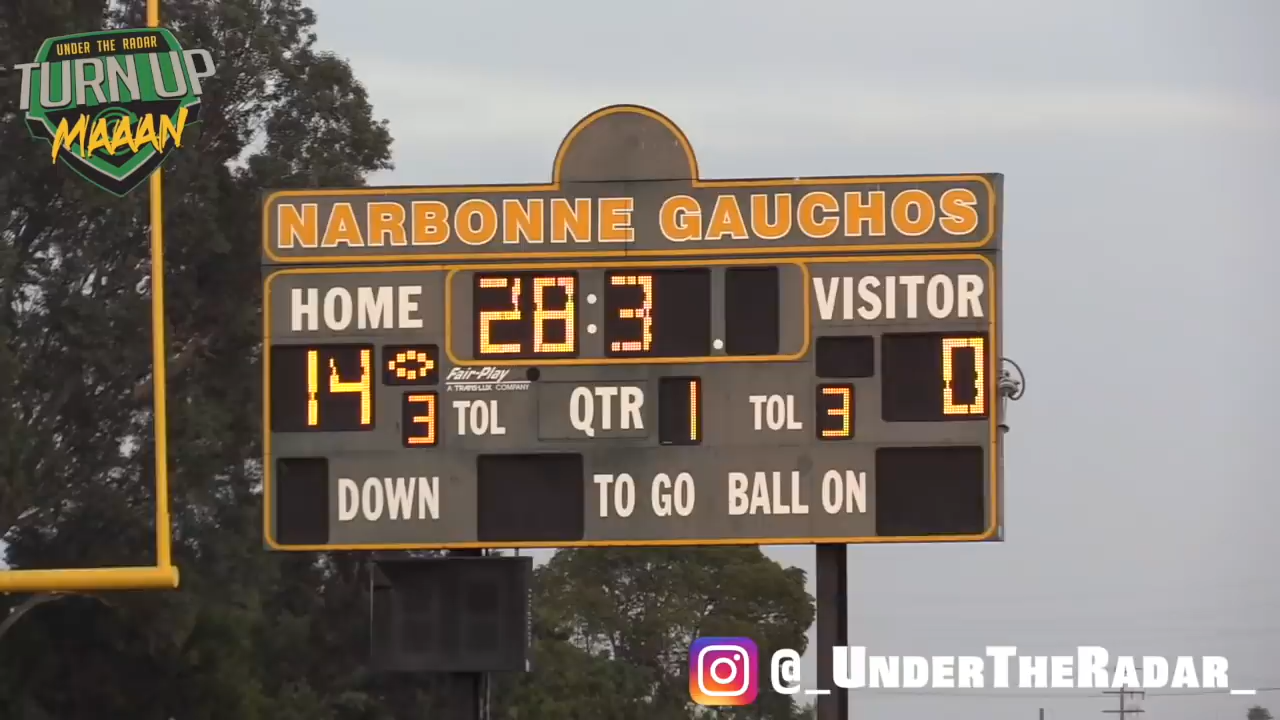 UNDER THE RADAR
TURN UP
MAAAN
NARBONNE GAUCHOS
HOME 28:3 . VISITOR
14 0
Fair-Play
A TRANS-LUX COMPANY
3 TOL QTR 1 TOL 3
DOWN TO GO BALL ON
@_UNDERTHERADAR_